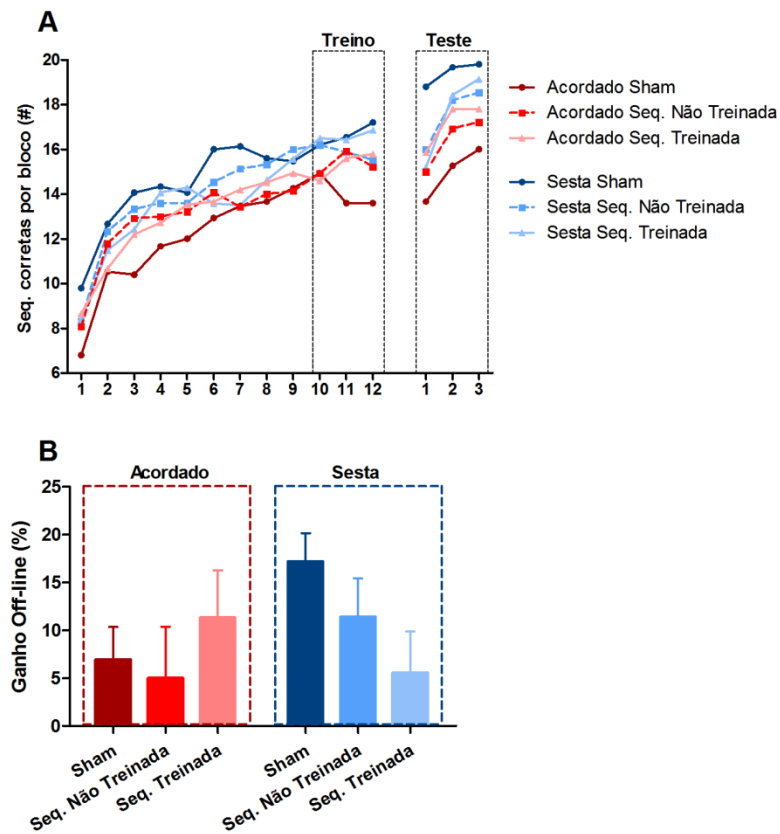 A
Treino
Teste
Seq. corretas por bloco (#)
20
18
16
14
12
10
8
6
1 2 3 4 5 6 7 8 9 10 11 12 1 2 3
Acordado Sham
Acordado Seq. Não Treinada
Acordado Seq. Treinada
Sesta Sham
Sesta Seq. Não Treinada
Sesta Seq. Treinada
B
Acordado
Sesta
Ganho Off-line (%)
25
20
15
10
5
0
Sham
Seq. Não Treinada
Seq. Treinada
Sham
Seq. Não Treinada
Seq. Treinada